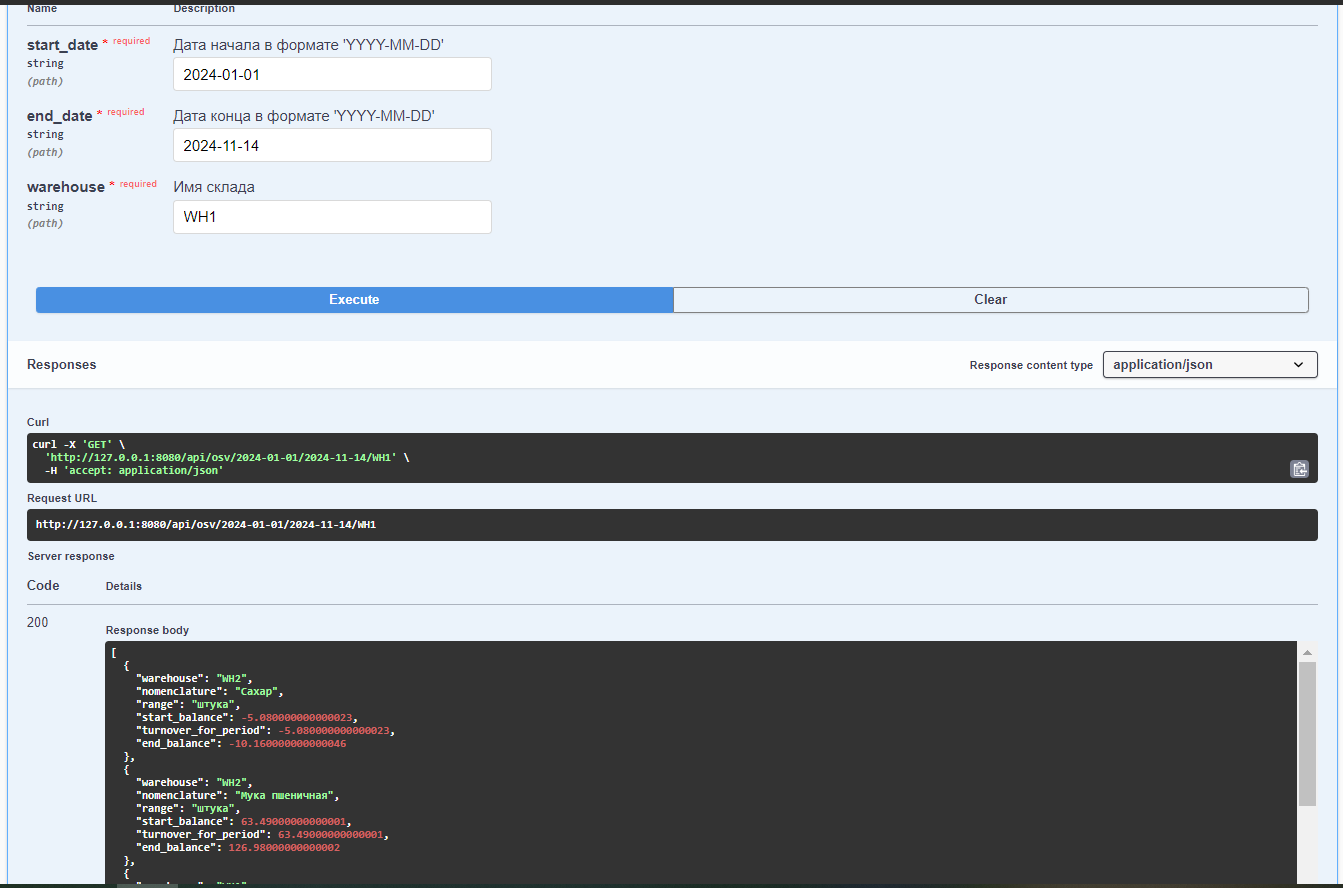 Name Description
start_date * required Дата начала в формате 'YYYY-MM-DD'
string
(path)
2024-01-01
end_date * required Дата конца в формате 'YYYY-MM-DD'
string
(path)
2024-11-14
warehouse * required Имя склада
string
(path)
WH1
Execute Clear
Responses Response content type application/json
Curl
curl -X 'GET' \
'http://127.0.0.1:8080/api/osv/2024-01-01/2024-11-14/WH1' \
-H 'accept: application/json'
Request URL
http://127.0.0.1:8080/api/osv/2024-01-01/2024-11-14/WH1
Server response
Code Details
200
Response body
[
{
"warehouse": "WH2",
"nomenclature": "Сахар",
"range": "штука",
"start_balance": -5.080000000000023,
"turnover_for_period": -5.080000000000023,
"end_balance": -10.160000000000046
},
{
"warehouse": "WH2",
"nomenclature": "Мука пшеничная",
"range": "штука",
"start_balance": 63.49000000000001,
"turnover_for_period": 63.49000000000001,
"end_balance": 126.98000000000002
},
{